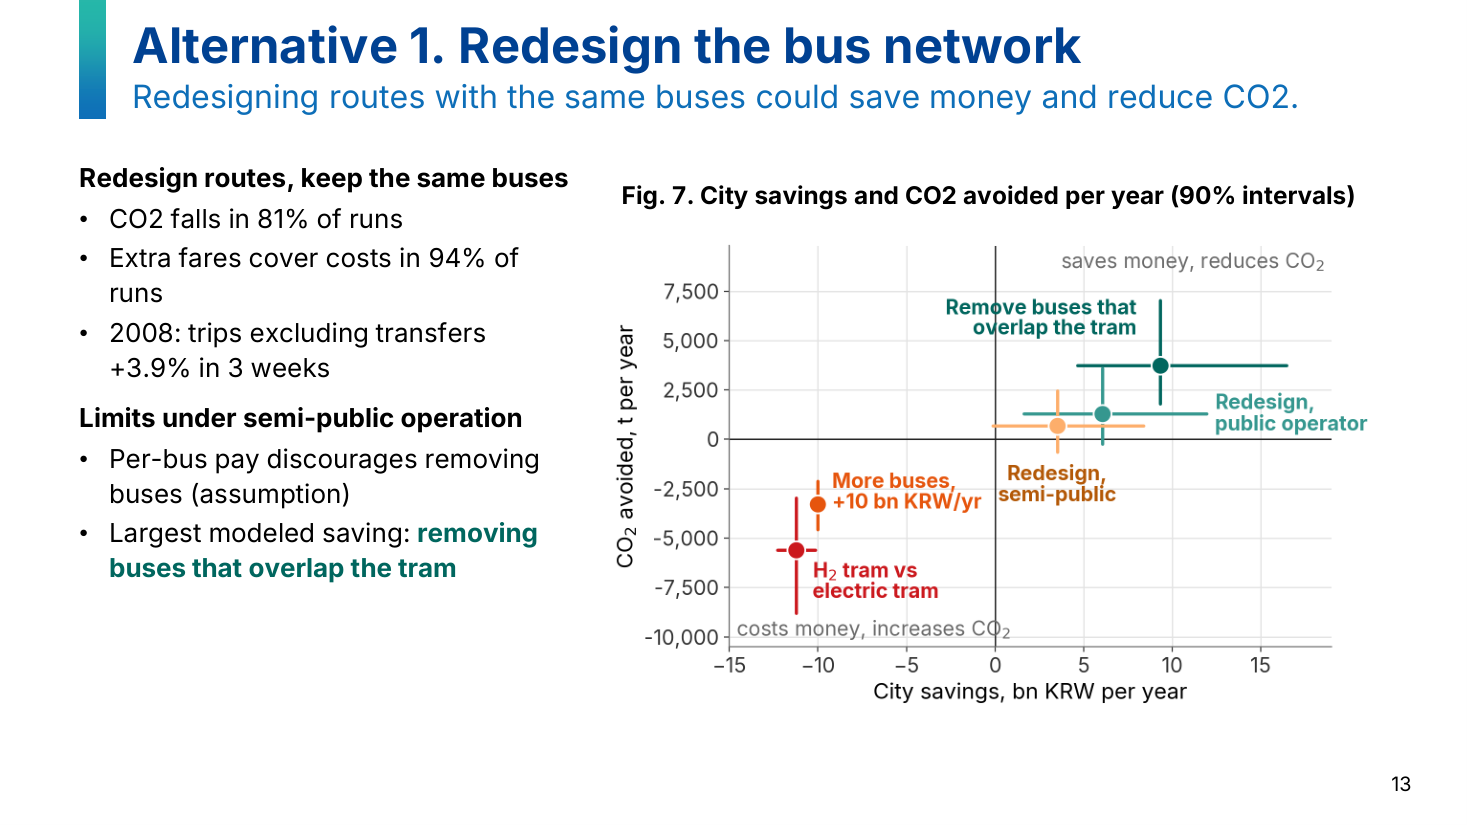 Alternative 1. Redesign the bus network
Redesigning routes with the same buses could save money and reduce CO2.
Redesign routes, keep the same buses
• CO2 falls in 81% of runs
• Extra fares cover costs in 94% of
runs
• 2008: trips excluding transfers
+3.9% in 3 weeks
Limits under semi-public operation
• Per-bus pay discourages removing
buses (assumption)
• Largest modeled saving: removing
buses that overlap the tram
Fig. 7. City savings and CO2 avoided per year (90% intervals)
saves money, reduces CO₂
Remove buses that
overlap the tram
Redesign,
public operator
Redesign,
semi-public
More buses,
+10 bn KRW/yr
H₂ tram vs
electric tram
costs money, increases CO₂
CO₂ avoided, t per year
7,500
5,000
2,500
0
-2,500
-5,000
-7,500
-10,000
−15 −10 −5 0 5 10 15
City savings, bn KRW per year
13